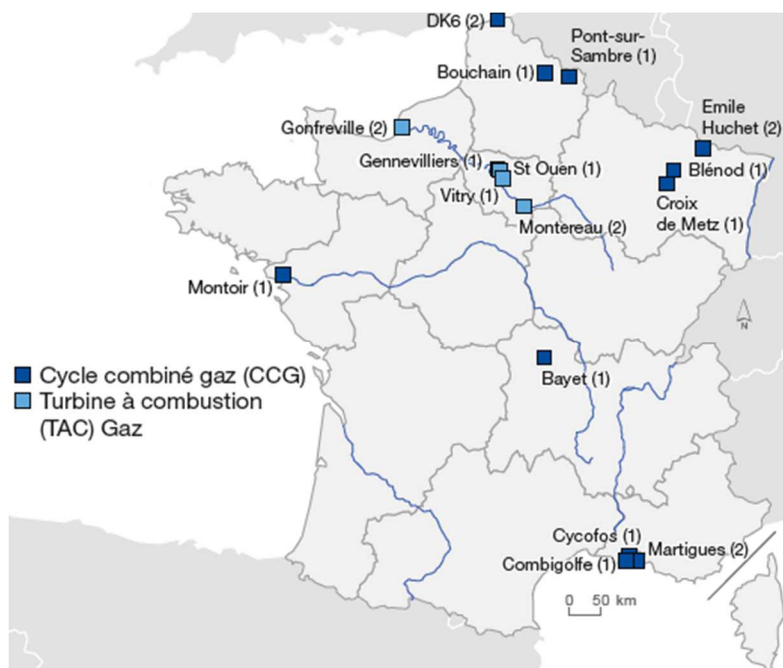 DK6 (2)
Pont-sur-
Sambre (1)
Bouchain (1)
Emile
Huchet (2)
Gonfreville (2)
Gennevilliers (1)
St Ouen (1)
Blénod (1)
Vitry (1)
Croix
de Metz (1)
Montereau (2)
Montoir (1)
N
Cycle combiné gaz (CCG)
Turbine à combustion
(TAC) Gaz
Bayet (1)
Cycofos (1)
Martigues (2)
Combigolfe (1)
0 50 km